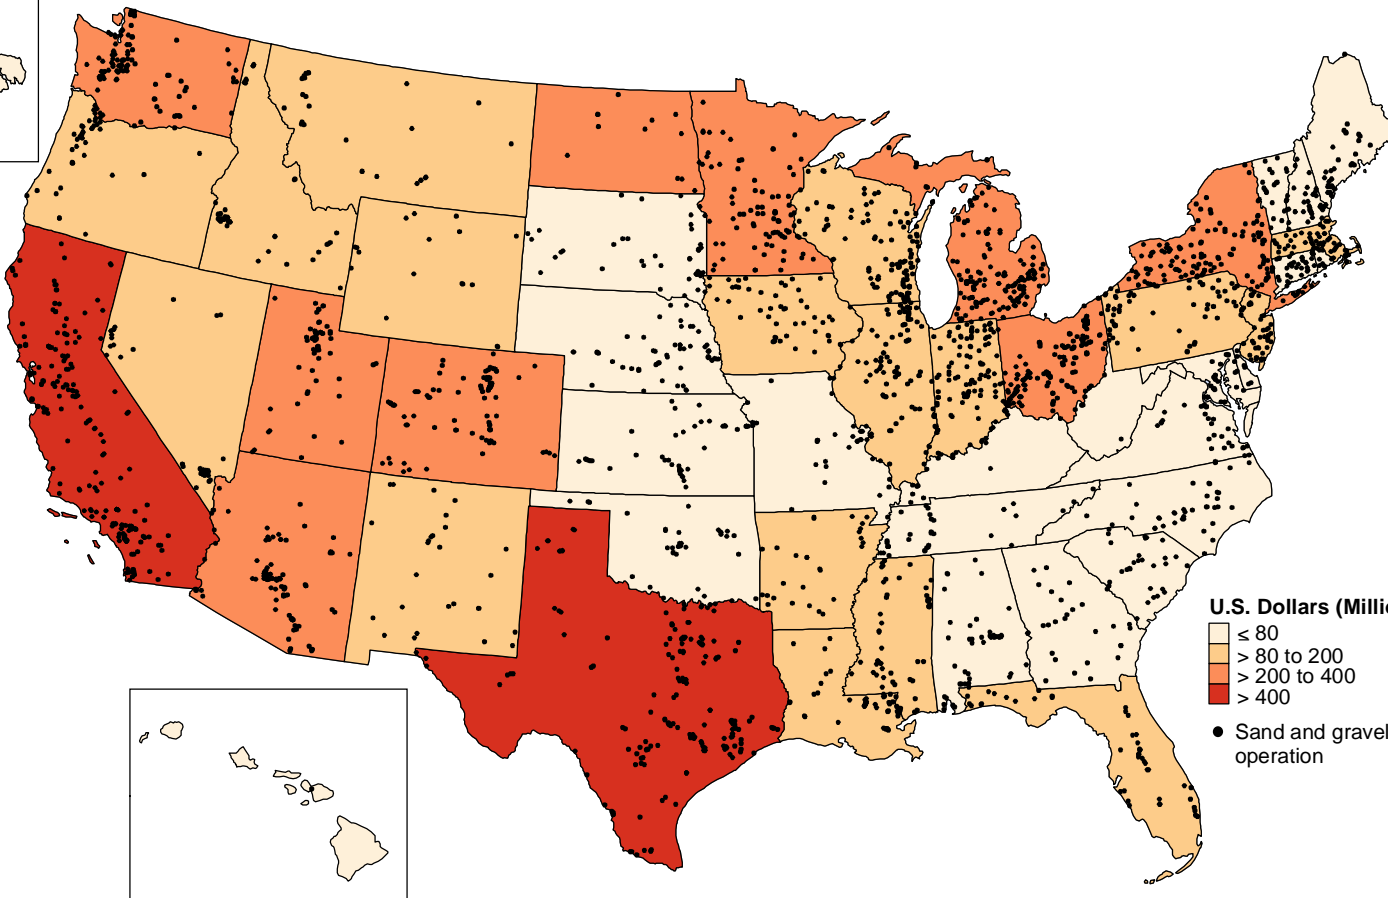 U.S. Dollars (Millio
≤ 80
> 80 to 200
> 200 to 400
> 400
Sand and gravel
operation